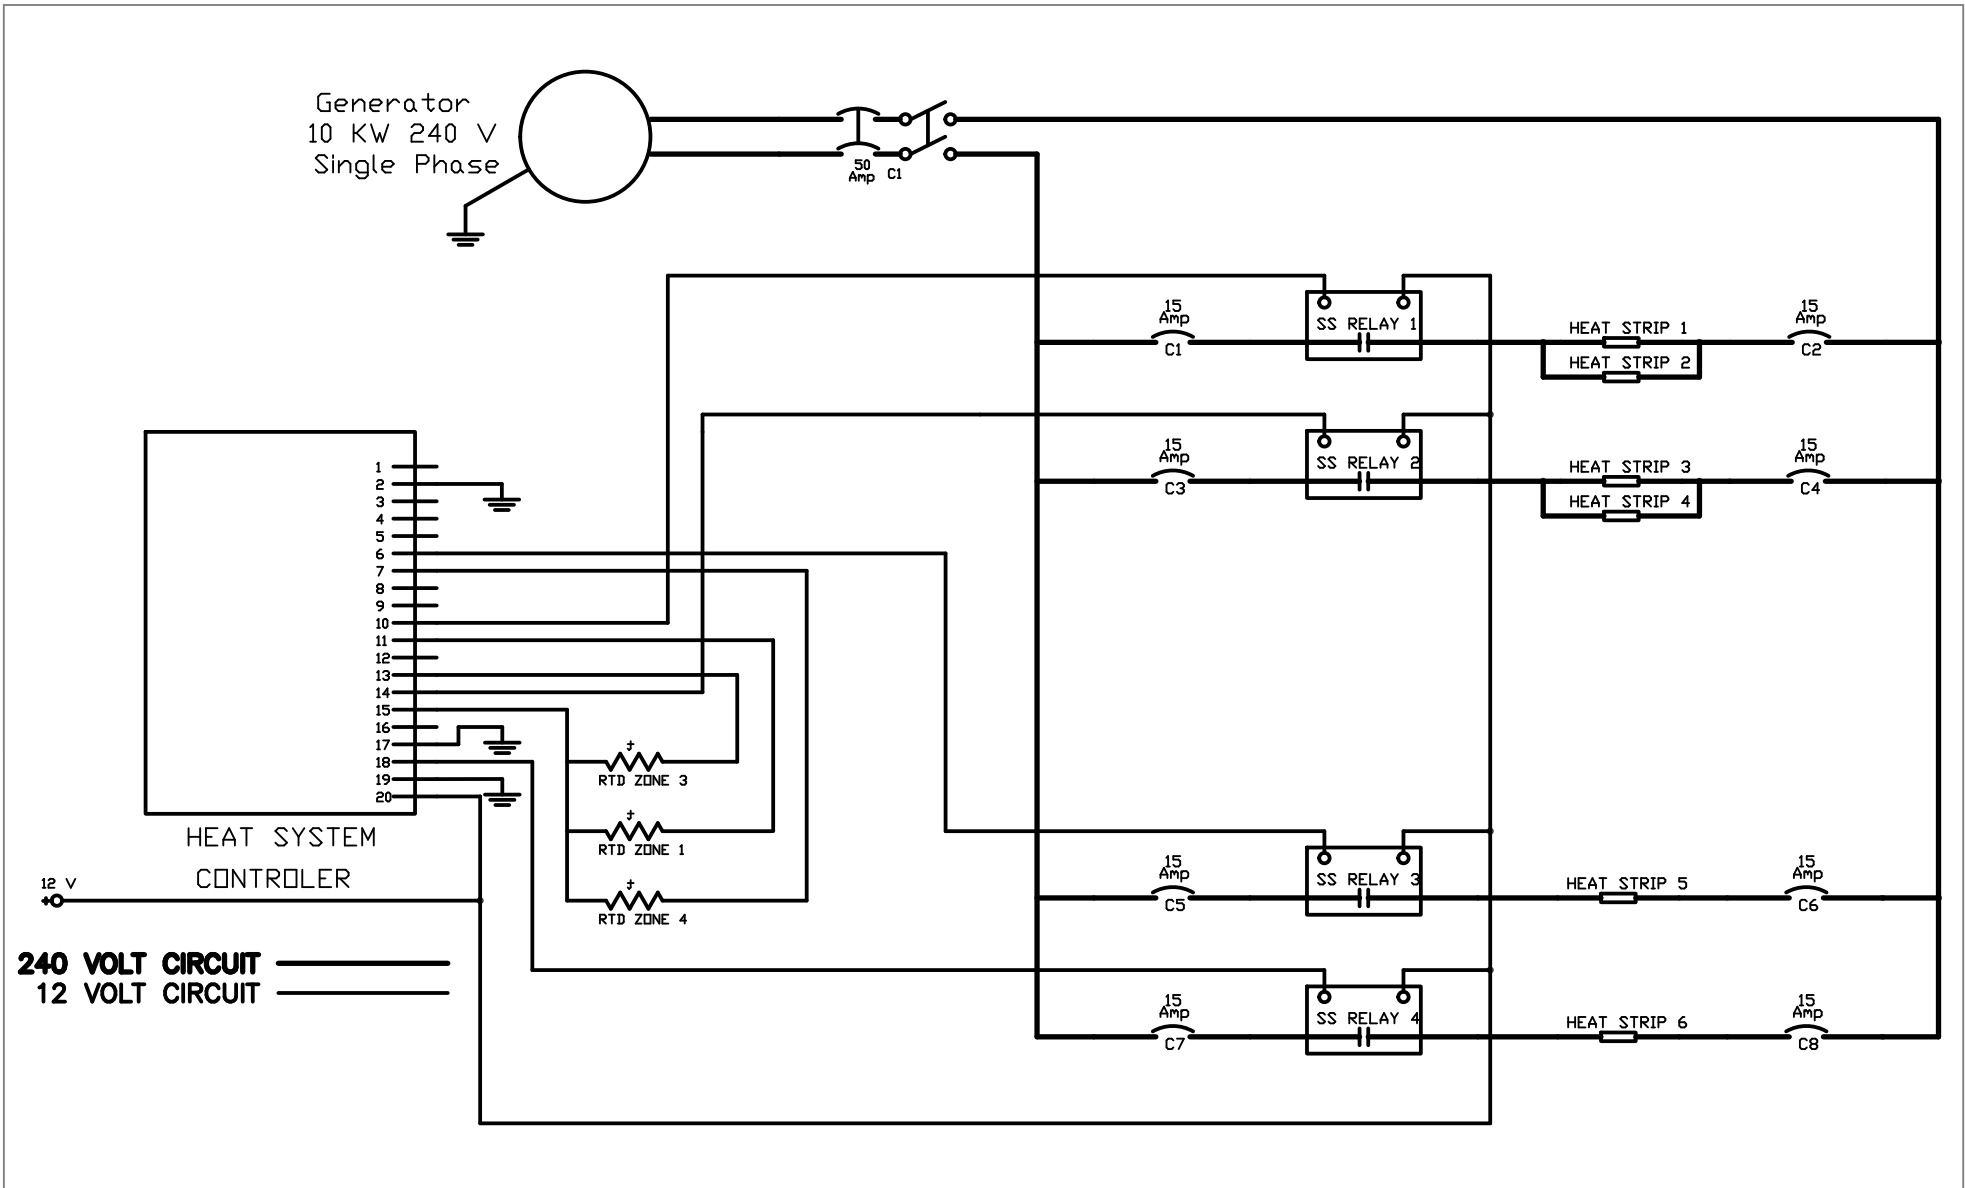 Generator
10 KW 240 V
Single Phase
50
Amp
C1
15
Amp
C1
SS RELAY 1
HEAT STRIP 1
HEAT STRIP 2
15
Amp
C2
15
Amp
C3
SS RELAY 2
HEAT STRIP 3
HEAT STRIP 4
15
Amp
C4
1
2
3
4
5
6
7
8
9
10
11
12
13
14
15
16
17
18
19
20
HEAT SYSTEM
CONTROLER
RTD ZONE 3
RTD ZONE 1
RTD ZONE 4
15
Amp
C5
SS RELAY 3
HEAT STRIP 5
15
Amp
C6
15
Amp
C7
SS RELAY 4
HEAT STRIP 6
15
Amp
C8
12 V
+
240 VOLT CIRCUIT
12 VOLT CIRCUIT